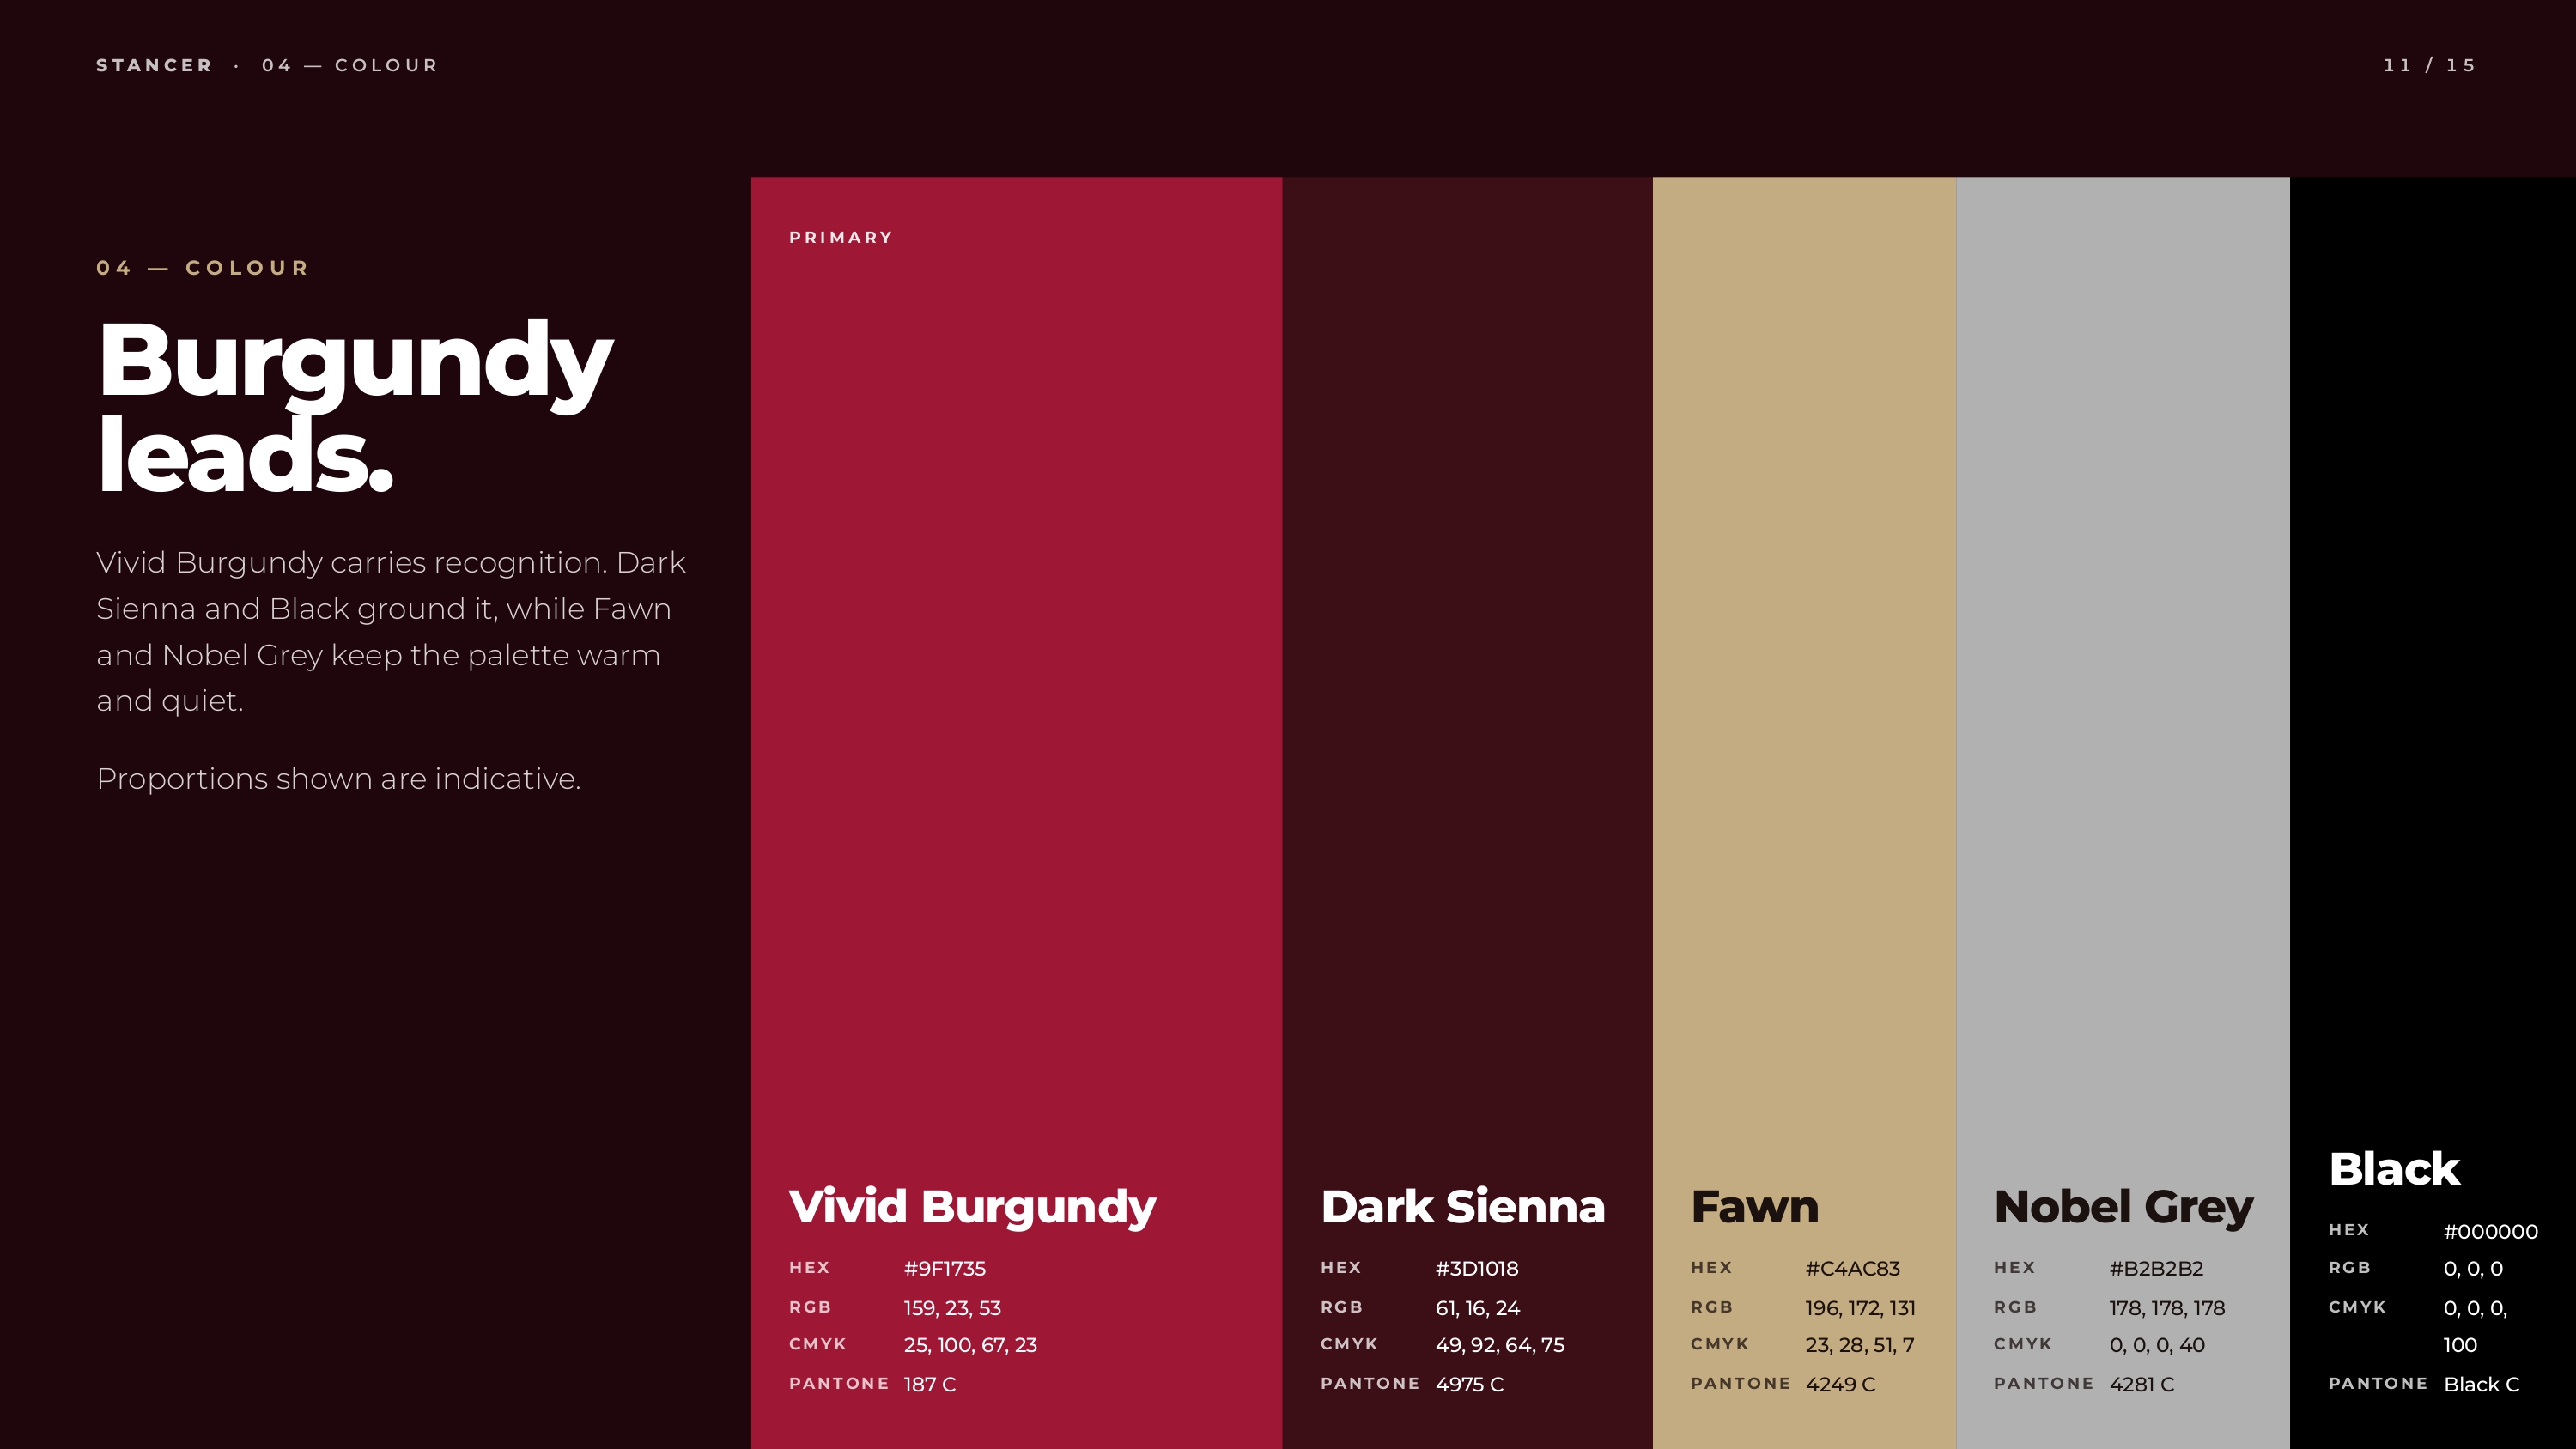 STANCER · 04 — COLOUR
11 / 15
04 — COLOUR
Burgundy
leads.
Vivid Burgundy carries recognition. Dark
Sienna and Black ground it, while Fawn
and Nobel Grey keep the palette warm
and quiet.
Proportions shown are indicative.
PRIMARY
Vivid Burgundy
HEX #9F1735
RGB 159, 23, 53
CMYK 25, 100, 67, 23
PANTONE 187 C
Dark Sienna
HEX #3D1018
RGB 61, 16, 24
CMYK 49, 92, 64, 75
PANTONE 4975 C
Fawn
HEX #C4AC83
RGB 196, 172, 131
CMYK 23, 28, 51, 7
PANTONE 4249 C
Nobel Grey
HEX #B2B2B2
RGB 178, 178, 178
CMYK 0, 0, 0, 40
PANTONE 4281 C
Black
HEX #000000
RGB 0, 0, 0
CMYK 0, 0, 0,
100
PANTONE Black C